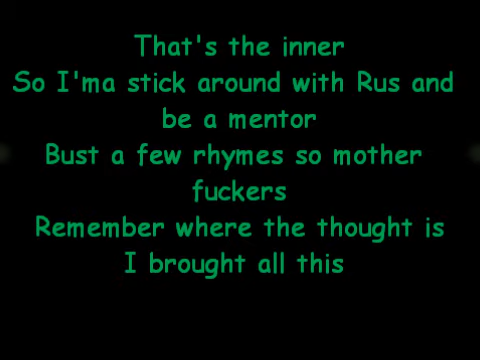 That's the inner
So I'ma stick around with Rus and
be a mentor
Bust a few rhymes so mother
fuckers
Remember where the thought is
I brought all this